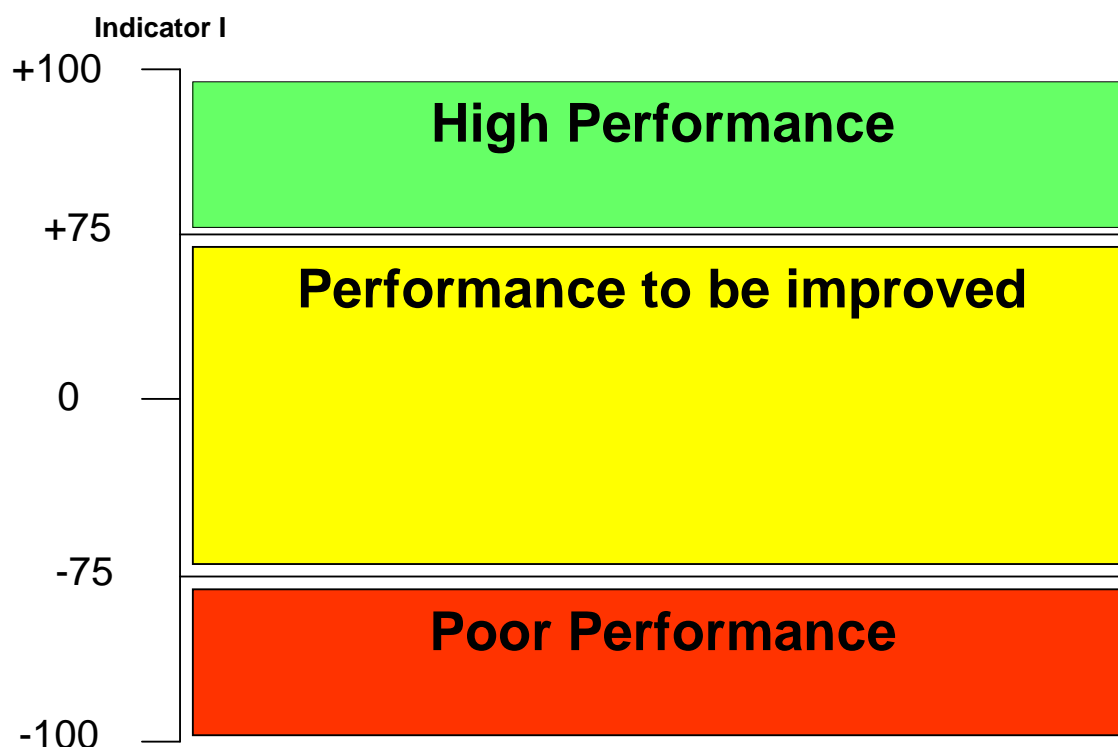 Indicator I
+100
High Performance
+75
Performance to be improved
0
-75
Poor Performance
-100